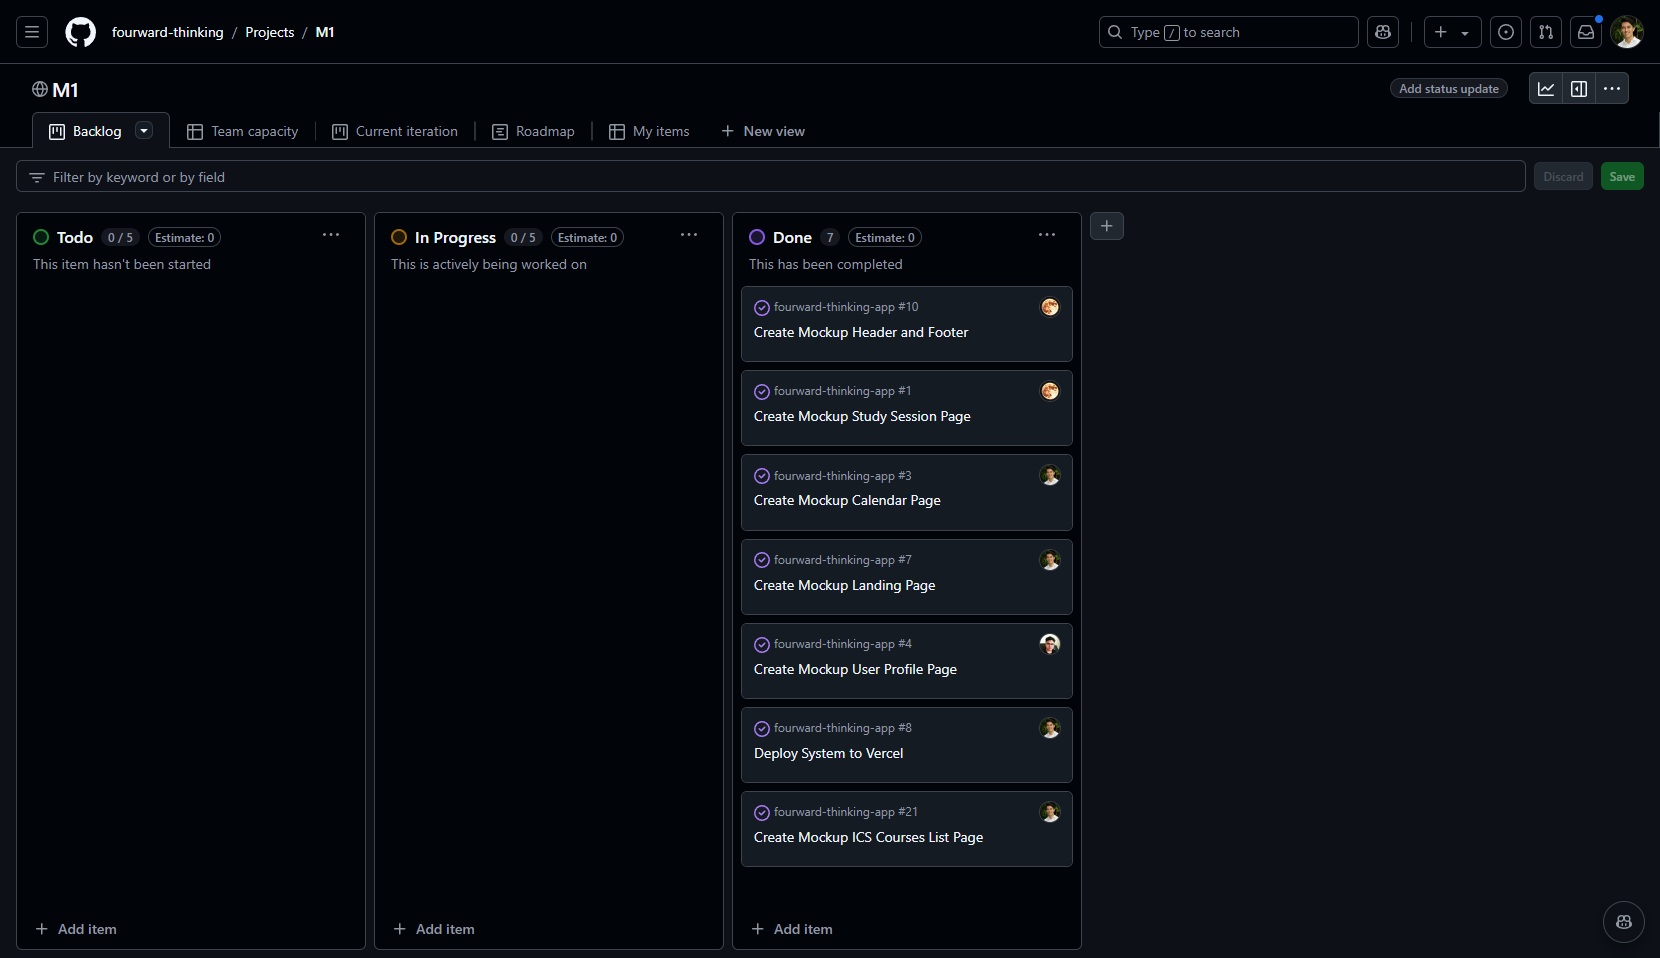 fourward-thinking / Projects / M1
Type / to search
M1
Add status update
Backlog
Team capacity
Current iteration
Roadmap
My items
New view
Filter by keyword or by field
Discard
Save
Todo 0 / 5 Estimate: 0
This item hasn't been started
Add item
In Progress 0 / 5 Estimate: 0
This is actively being worked on
Add item
Done 7 Estimate: 0
This has been completed
fourward-thinking-app #10
Create Mockup Header and Footer
fourward-thinking-app #1
Create Mockup Study Session Page
fourward-thinking-app #3
Create Mockup Calendar Page
fourward-thinking-app #7
Create Mockup Landing Page
fourward-thinking-app #4
Create Mockup User Profile Page
fourward-thinking-app #8
Deploy System to Vercel
fourward-thinking-app #21
Create Mockup ICS Courses List Page
Add item